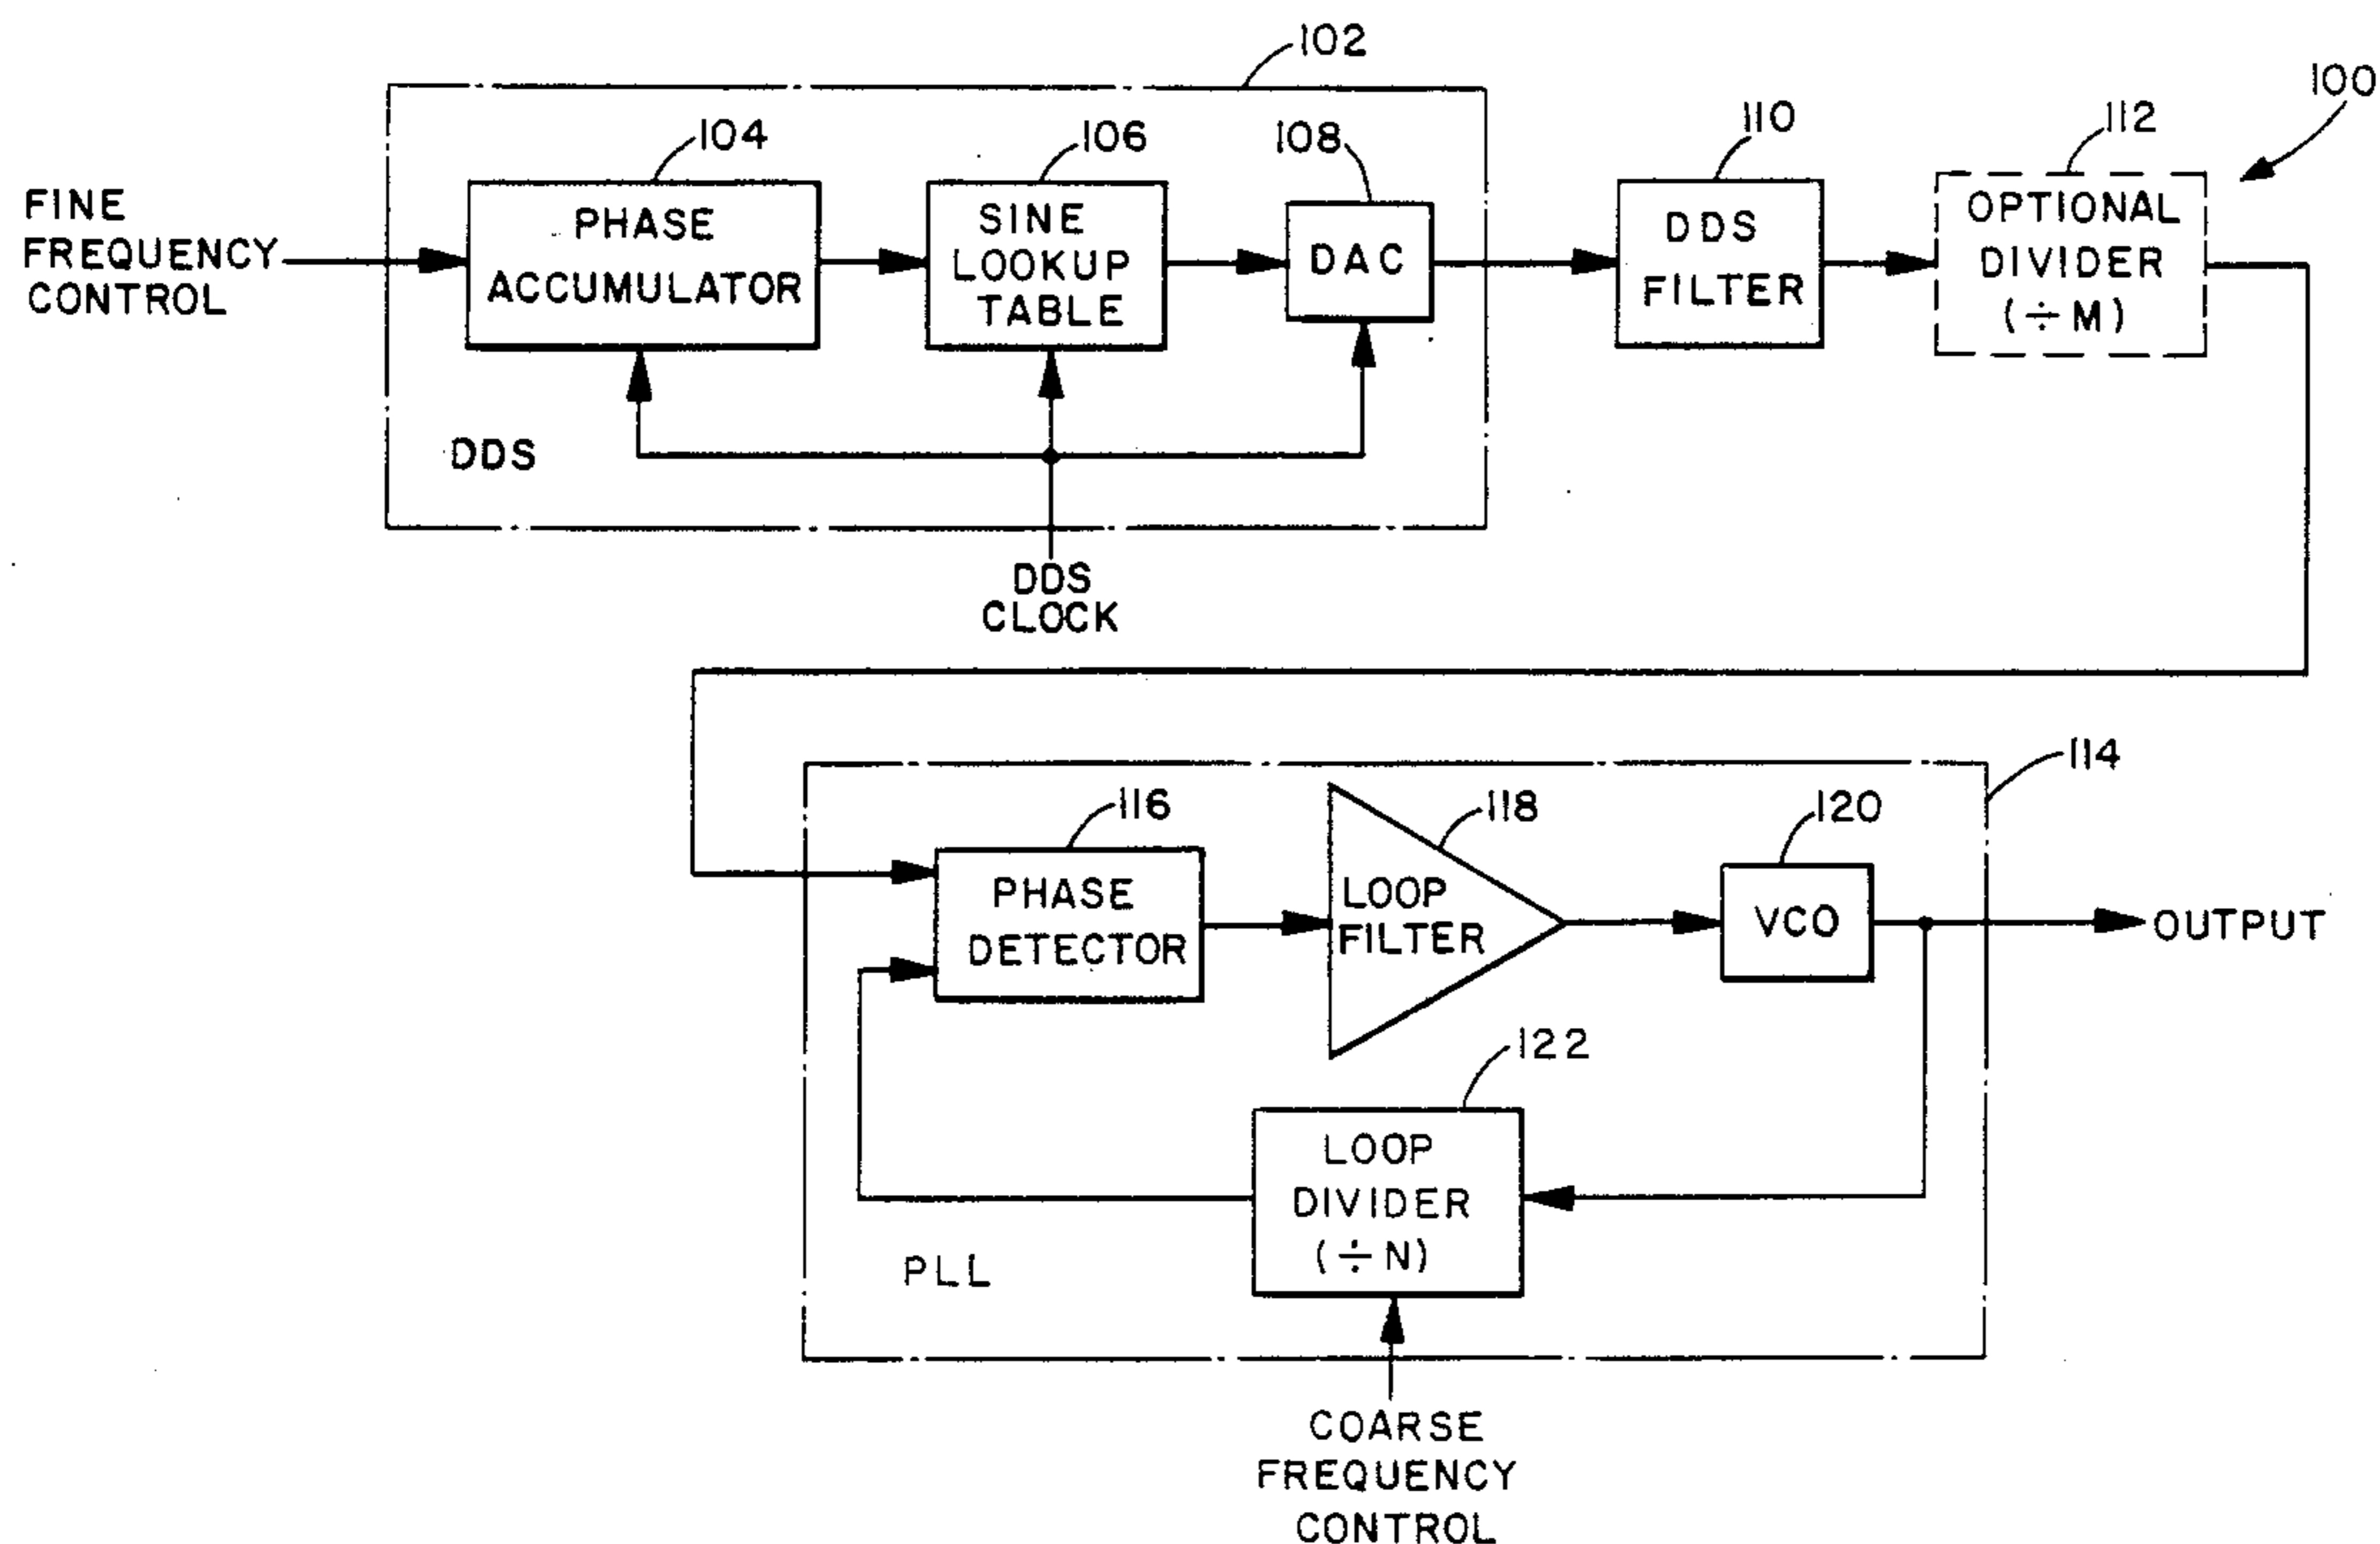 102
100
104
106
108
110
112
FINE
FREQUENCY
CONTROL
PHASE
ACCUMULATOR
SINE
LOOKUP
TABLE
DAC
DDS
FILTER
OPTIONAL
DIVIDER
(÷M)
DDS
DDS
CLOCK
114
116
118
120
PHASE
DETECTOR
LOOP
FILTER
VCO
OUTPUT
122
LOOP
DIVIDER
(÷N)
PLL
COARSE
FREQUENCY
CONTROL